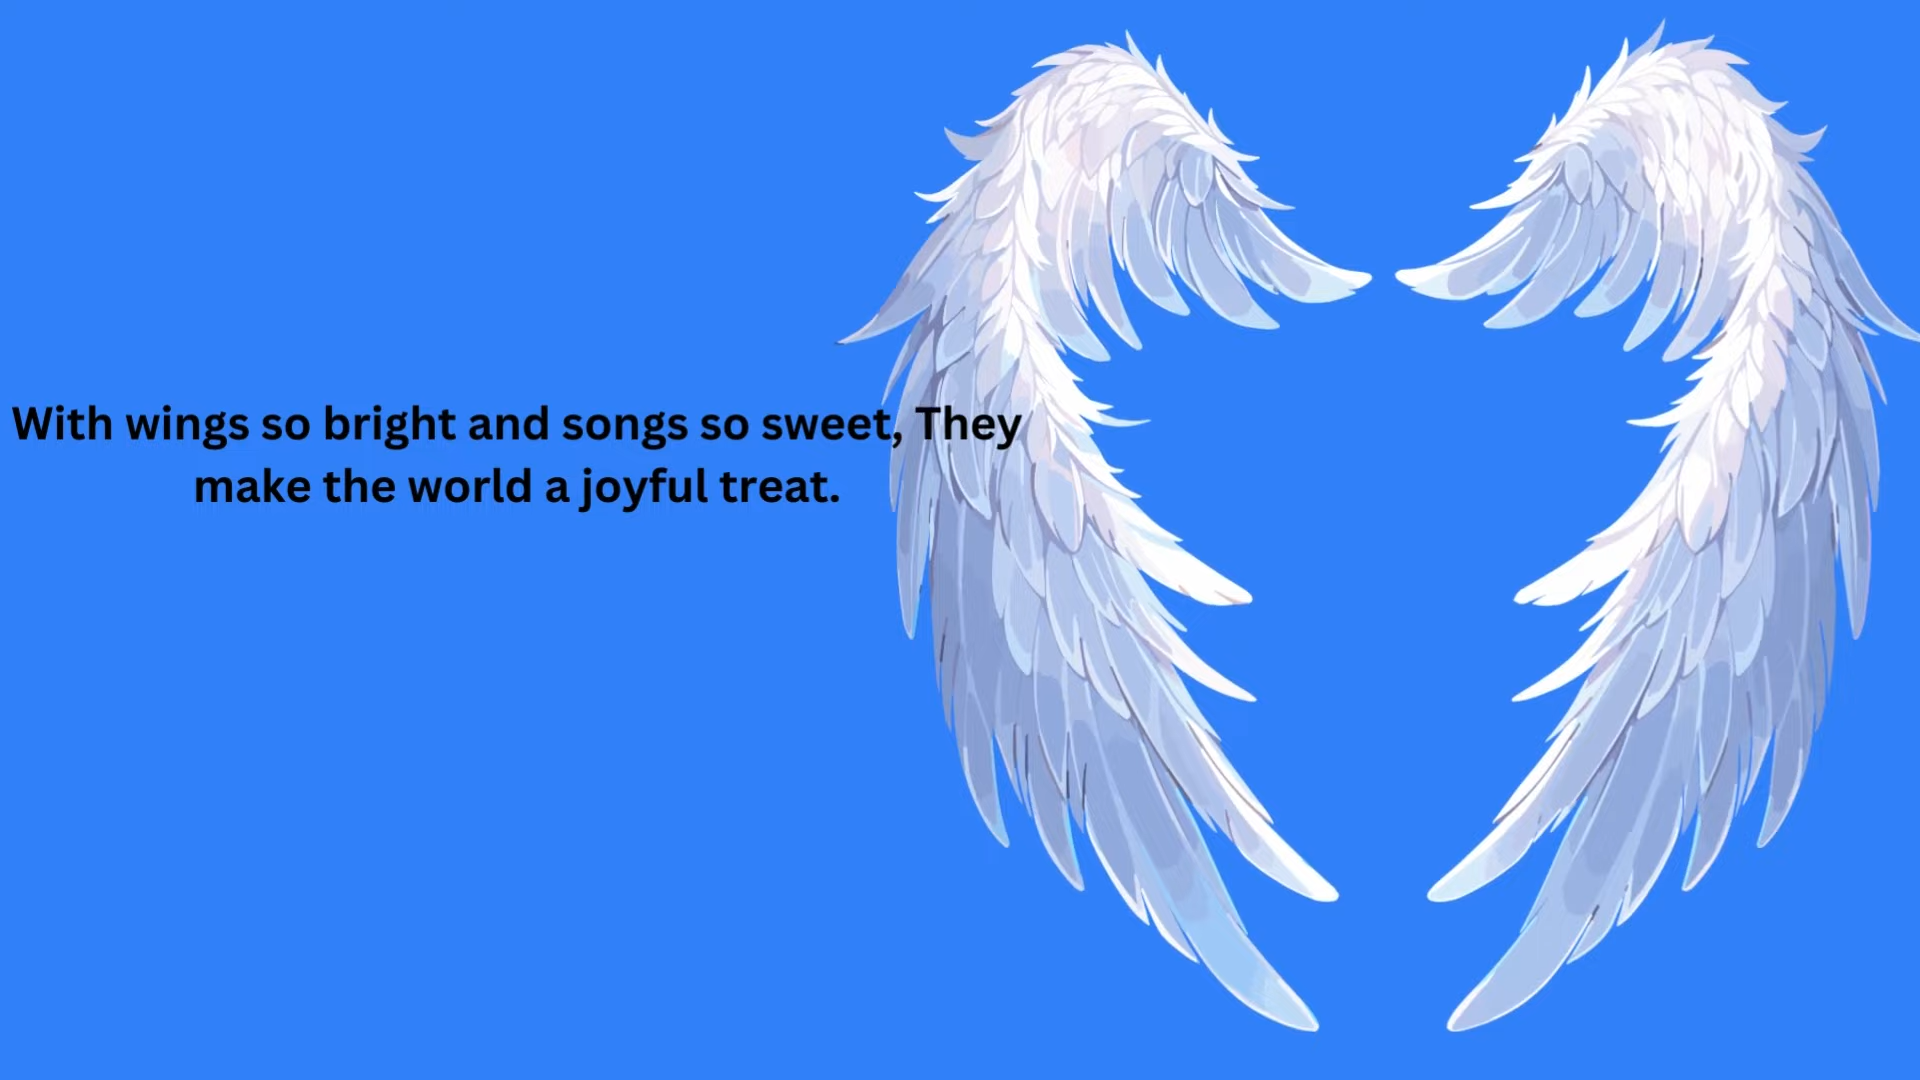 With wings so bright and songs so sweet, They
make the world a joyful treat.